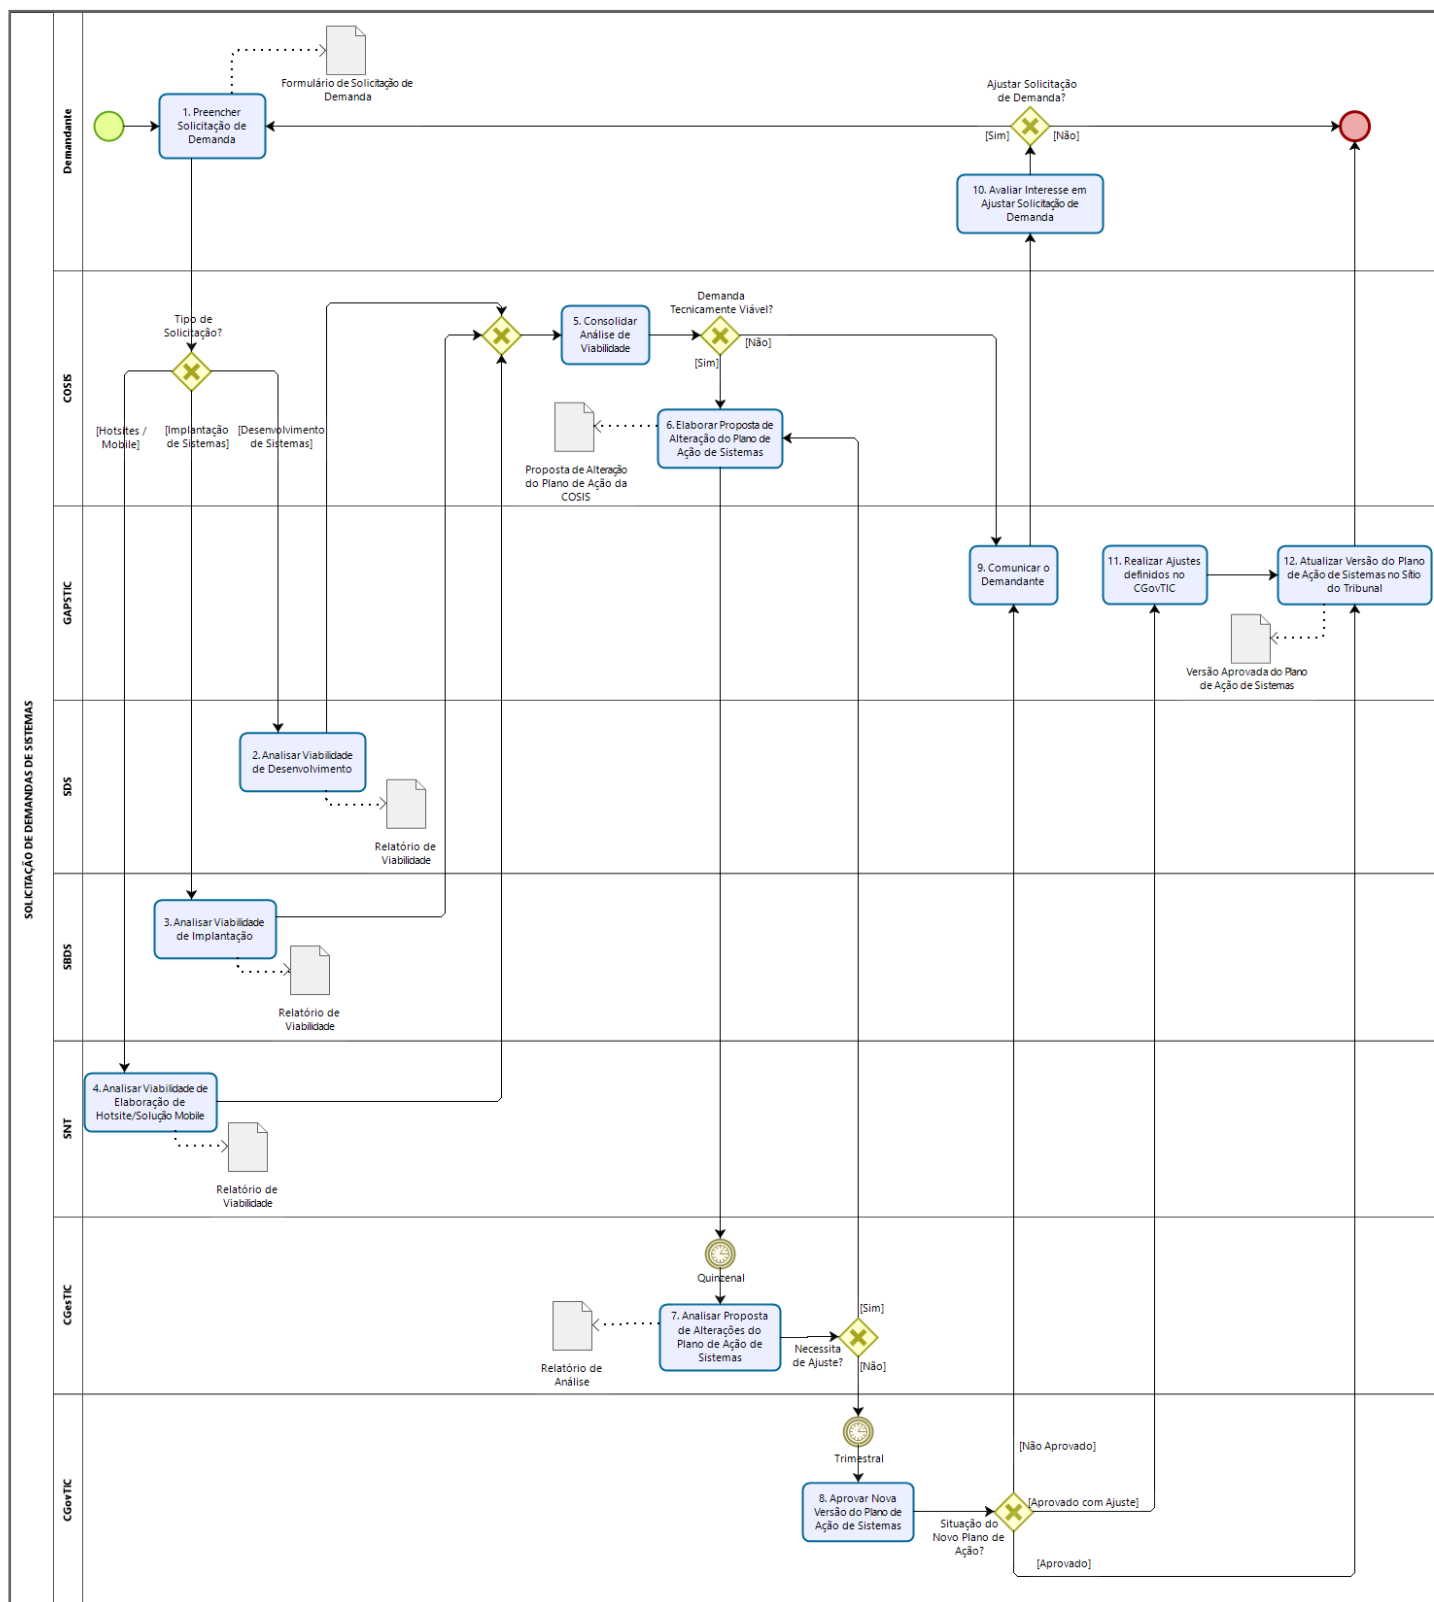 SOLICITAÇÃO DE DEMANDAS DE SISTEMAS
Demandante
Formulário de Solicitação de
Demanda
1. Preencher
Solicitação de
Demanda
Ajustar Solicitação
de Demanda?
[Sim]
[Não]
10. Avaliar Interesse em
Ajustar Solicitação de
Demanda
COSIS
Tipo de
Solicitação?
[Hotsites /
Mobile]
[Implantação
de Sistemas]
[Desenvolvimento
de Sistemas]
5. Consolidar
Análise de
Viabilidade
Demanda
Tecnicamente Viável?
[Não]
[Sim]
6. Elaborar Proposta de
Alteração do Plano de
Ação de Sistemas
Proposta de Alteração
do Plano de Ação da
COSIS
GAPSTIC
9. Comunicar o
Demandante
11. Realizar Ajustes
definidos no
CGovTIC
12. Atualizar Versão do Plano
de Ação de Sistemas no Sítio
do Tribunal
Versão Aprovada do Plano
de Ação de Sistemas
SDS
2. Analisar Viabilidade
de Desenvolvimento
Relatório de
Viabilidade
SBDS
3. Analisar Viabilidade
de Implantação
Relatório de
Viabilidade
SNT
4. Analisar Viabilidade de
Elaboração de
Hotsite/Solução Mobile
Relatório de
Viabilidade
CGesTIC
Quinzenal
7. Analisar Proposta
de Alterações do
Plano de Ação de
Sistemas
Relatório de
Análise
Necessita
de Ajuste?
[Sim]
[Não]
CGovTIC
Trimestral
8. Aprovar Nova
Versão do Plano de
Ação de Sistemas
Situação do
Novo Plano de
Ação?
[Não Aprovado]
[Aprovado com Ajuste]
[Aprovado]